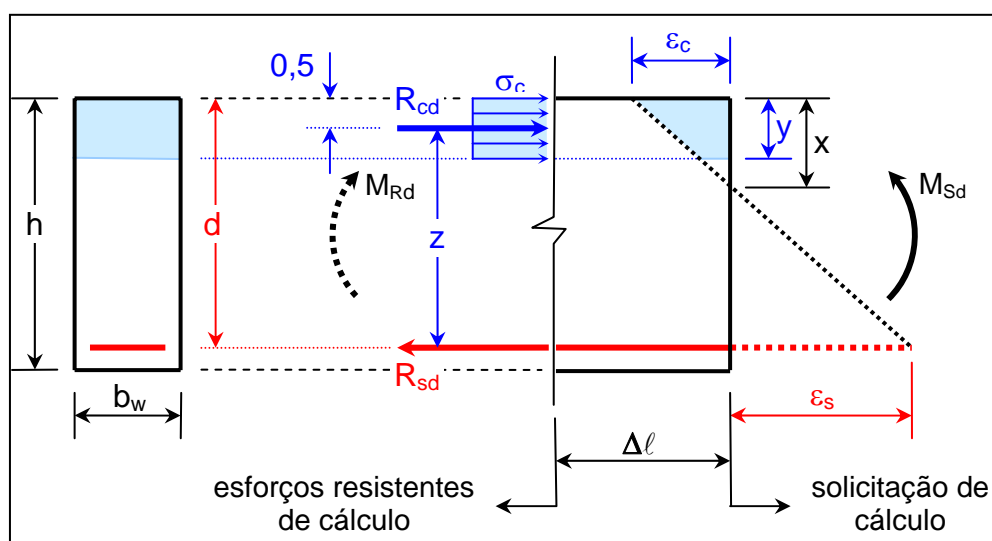 εc
0,5
σc
Rcd
y
x
MRd
MSd
h
d
z
Rsd
bw
εs
Δℓ
esforços resistentes
de cálculo
solicitação de
cálculo